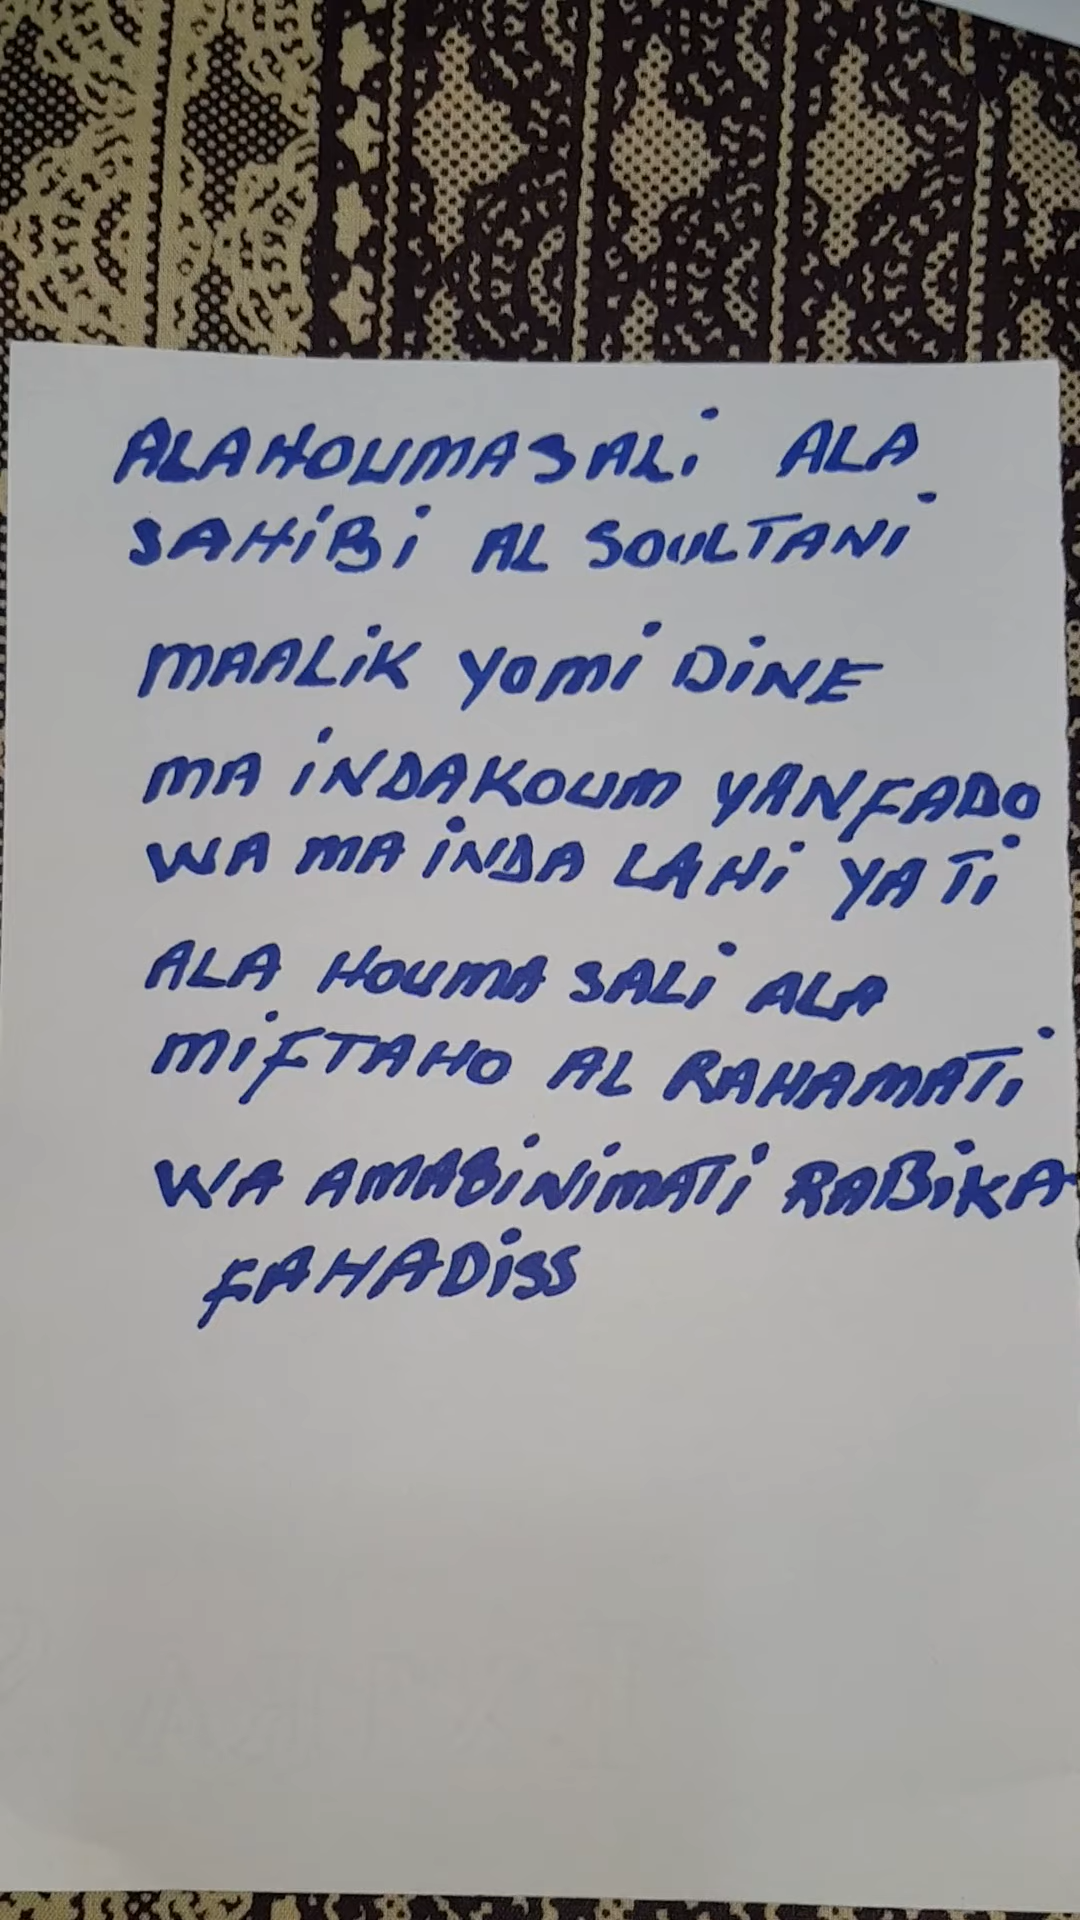 ALAHOUMASALi ALA
SAHiBi AL SOULTANi
MAALiK YOMi DiNE
MA iNDAKOUM YANFADO
WA MA iNDA LAHi YATi
ALA HOUMA SALi ALA
MiFTAHO AL RAHAMATi
WA AMABiNiMATi RABiKA
FAHADiSS